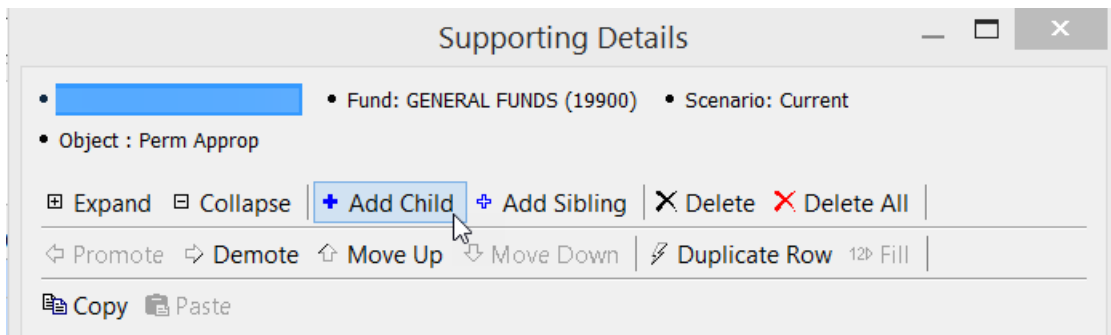 Supporting Details
• Fund: GENERAL FUNDS (19900) • Scenario: Current
• Object : Perm Approp
Expand Collapse Add Child Add Sibling Delete Delete All
Promote Demote Move Up Move Down Duplicate Row 12 Fill
Copy Paste